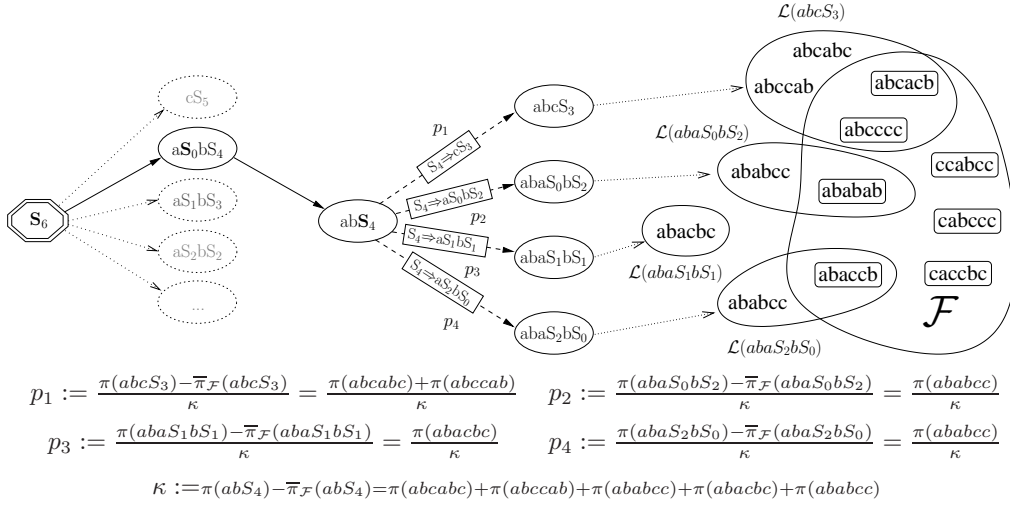 ℒ(abcS₃)
abcabc
cS₅
abccab
abcacb
abcS₃
p₁
abcccc
ℒ(abaS₀bS₂)
S₄⇒cS₃
aS₀bS₄
ccabcc
S₄⇒aS₀bS₂
abaS₀bS₂
ababcc
ababab
aS₁bS₃
p₂
S₆
abS₄
cabccc
S₄⇒aS₁bS₁
abacbc
aS₂bS₂
abaS₁bS₁
p₃
ℒ(abaS₁bS₁)
abaccb
caccbc
S₄⇒aS₂bS₀
...
ababcc
ℱ
p₄
abaS₂bS₀
ℒ(abaS₂bS₀)
p₁ := (π(abcS₃)−π̅_ℱ(abcS₃))/κ = (π(abcabc)+π(abccab))/κ
p₂ := (π(abaS₀bS₂)−π̅_ℱ(abaS₀bS₂))/κ = π(ababcc)/κ
p₃ := (π(abaS₁bS₁)−π̅_ℱ(abaS₁bS₁))/κ = π(abacbc)/κ
p₄ := (π(abaS₂bS₀)−π̅_ℱ(abaS₂bS₀))/κ = π(ababcc)/κ
κ :=π(abS₄)−π̅_ℱ(abS₄)=π(abcabc)+π(abccab)+π(ababcc)+π(abacbc)+π(ababcc)